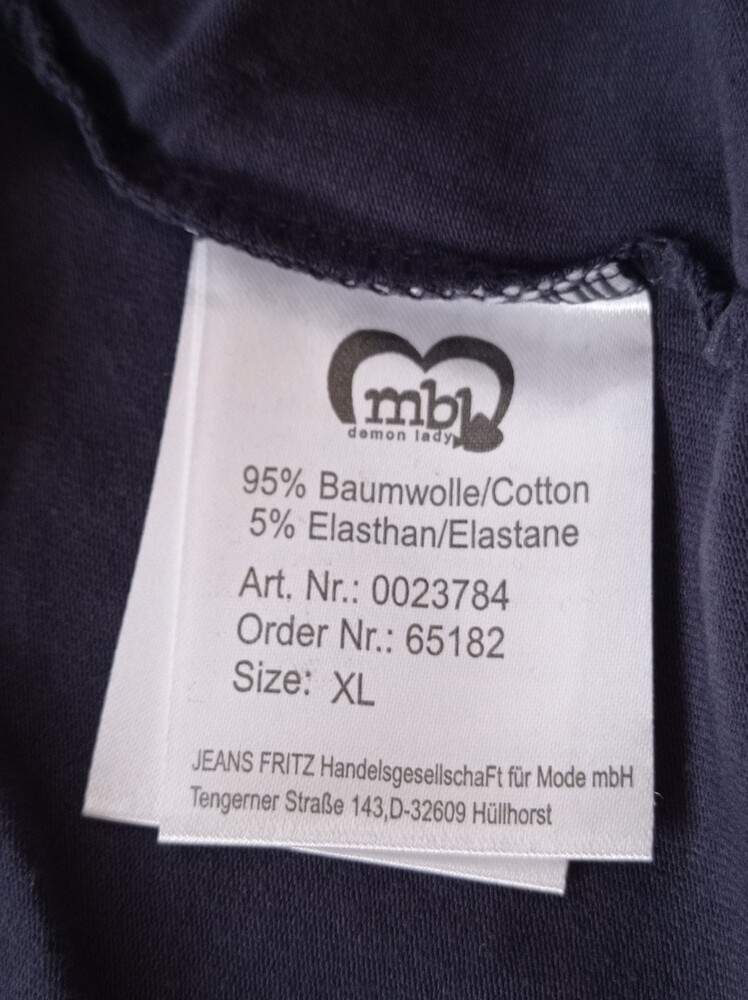 mbl
demon lady
95% Baumwolle/Cotton
5% Elasthan/Elastane
Art. Nr.: 0023784
Order Nr.: 65182
Size: XL
JEANS FRITZ HandelsgesellschaFt für Mode mbH
Tengerner Straße 143,D-32609 Hüllhorst